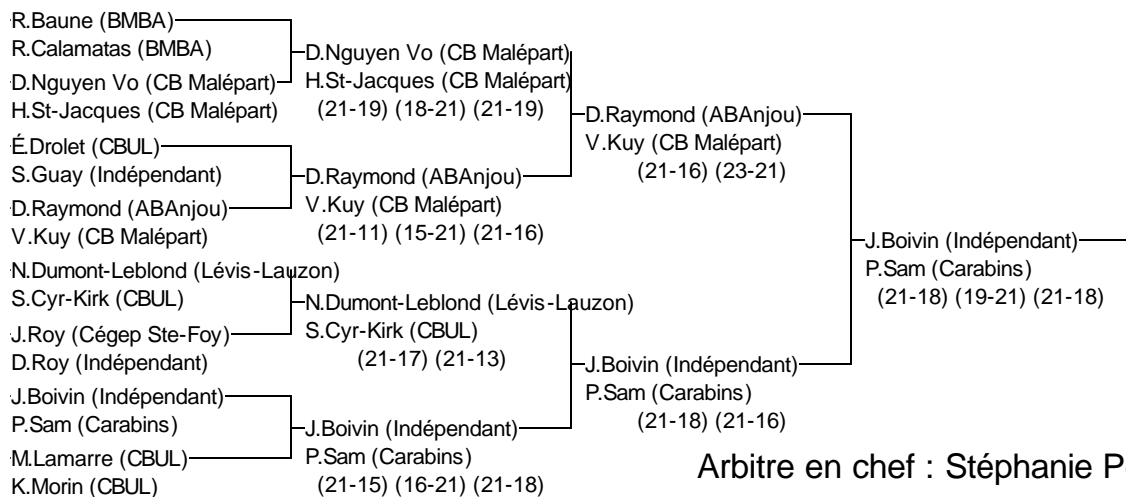 R.Baune (BMBA)
R.Calamatas (BMBA)
D.Nguyen Vo (CB Malépart)
H.St-Jacques (CB Malépart)
É.Drolet (CBUL)
S.Guay (Indépendant)
D.Raymond (ABAnjou)
V.Kuy (CB Malépart)
N.Dumont-Leblond (Lévis-Lauzon)
S.Cyr-Kirk (CBUL)
J.Roy (Cégep Ste-Foy)
D.Roy (Indépendant)
J.Boivin (Indépendant)
P.Sam (Carabins)
M.Lamarre (CBUL)
K.Morin (CBUL)
D.Nguyen Vo (CB Malépart)
H.St-Jacques (CB Malépart)
(21-19) (18-21) (21-19)
D.Raymond (ABAnjou)
V.Kuy (CB Malépart)
(21-11) (15-21) (21-16)
N.Dumont-Leblond (Lévis-Lauzon)
S.Cyr-Kirk (CBUL)
(21-17) (21-13)
J.Boivin (Indépendant)
P.Sam (Carabins)
(21-15) (16-21) (21-18)
D.Raymond (ABAnjou)
V.Kuy (CB Malépart)
(21-16) (23-21)
J.Boivin (Indépendant)
P.Sam (Carabins)
(21-18) (21-16)
J.Boivin (Indépendant)
P.Sam (Carabins)
(21-18) (19-21) (21-18)
Arbitre en chef : Stéphanie